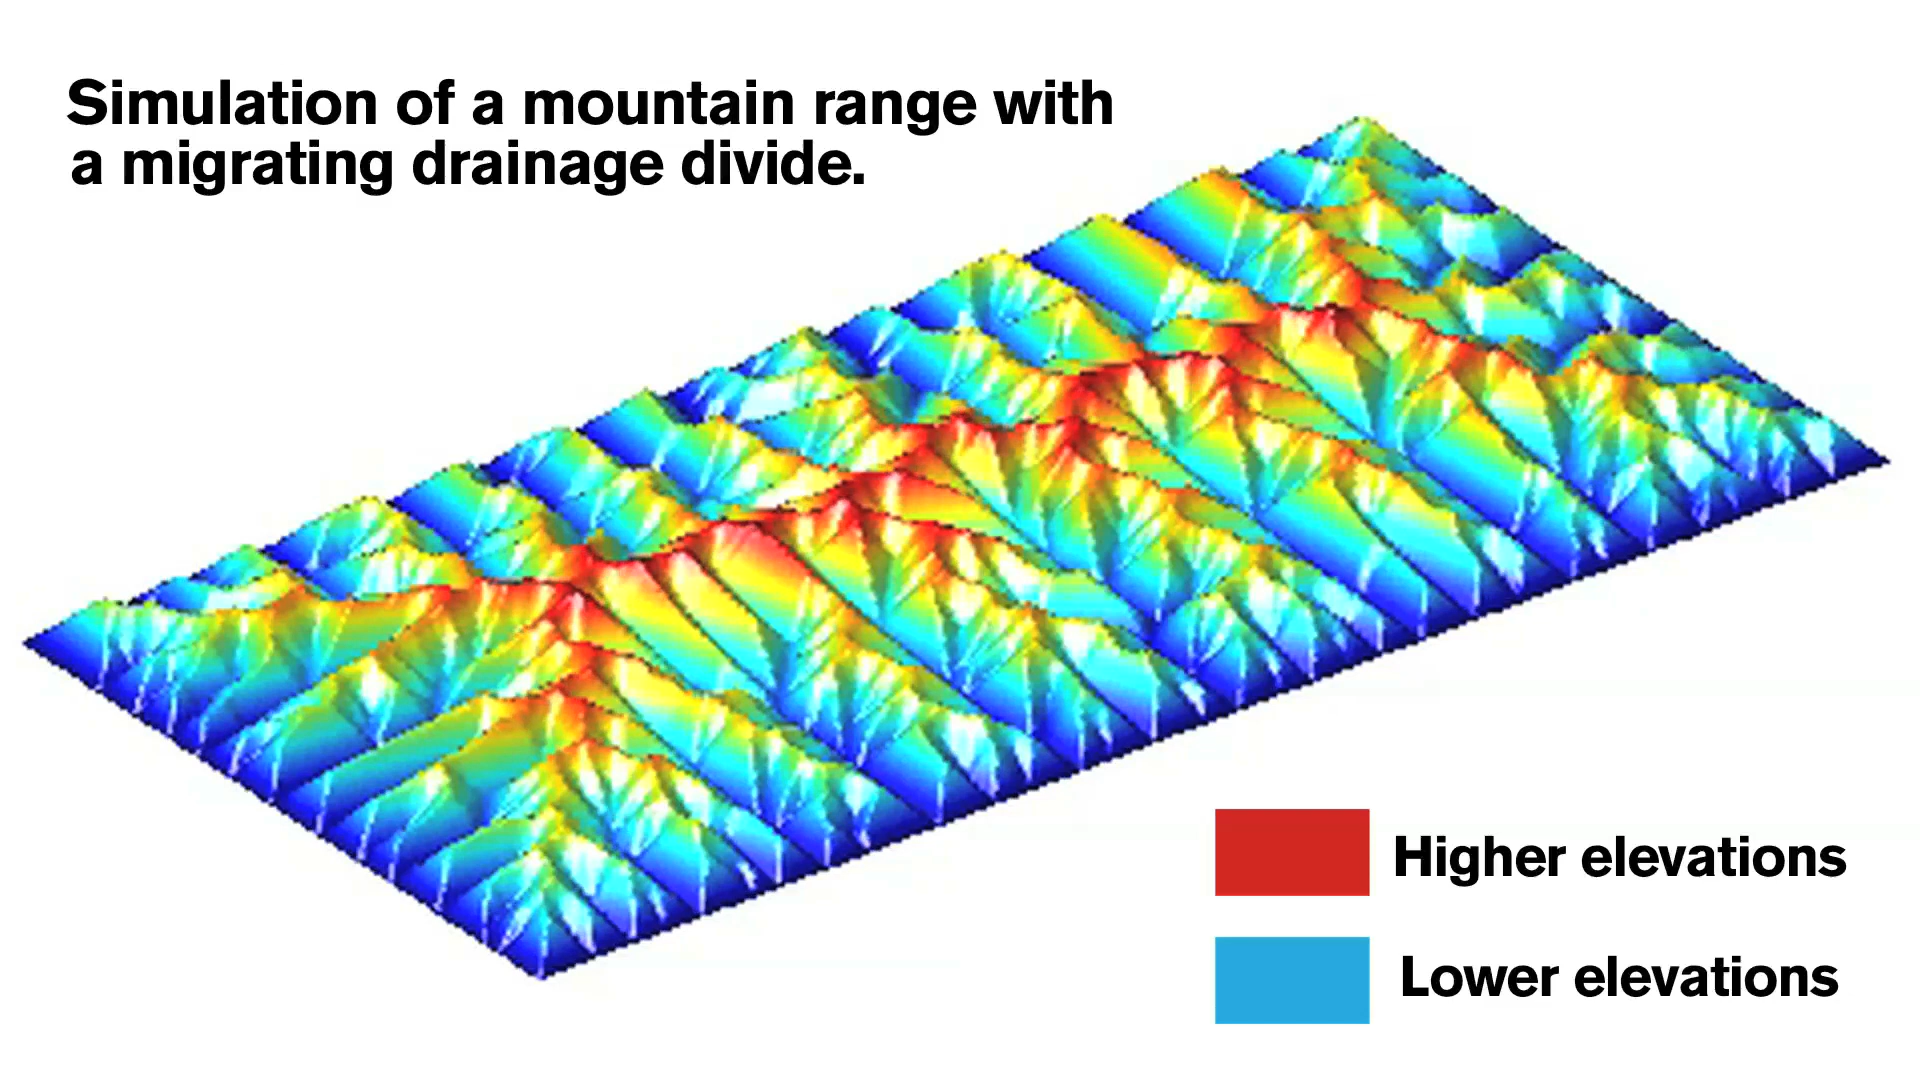 Simulation of a mountain range with
a migrating drainage divide.
Higher elevations
Lower elevations